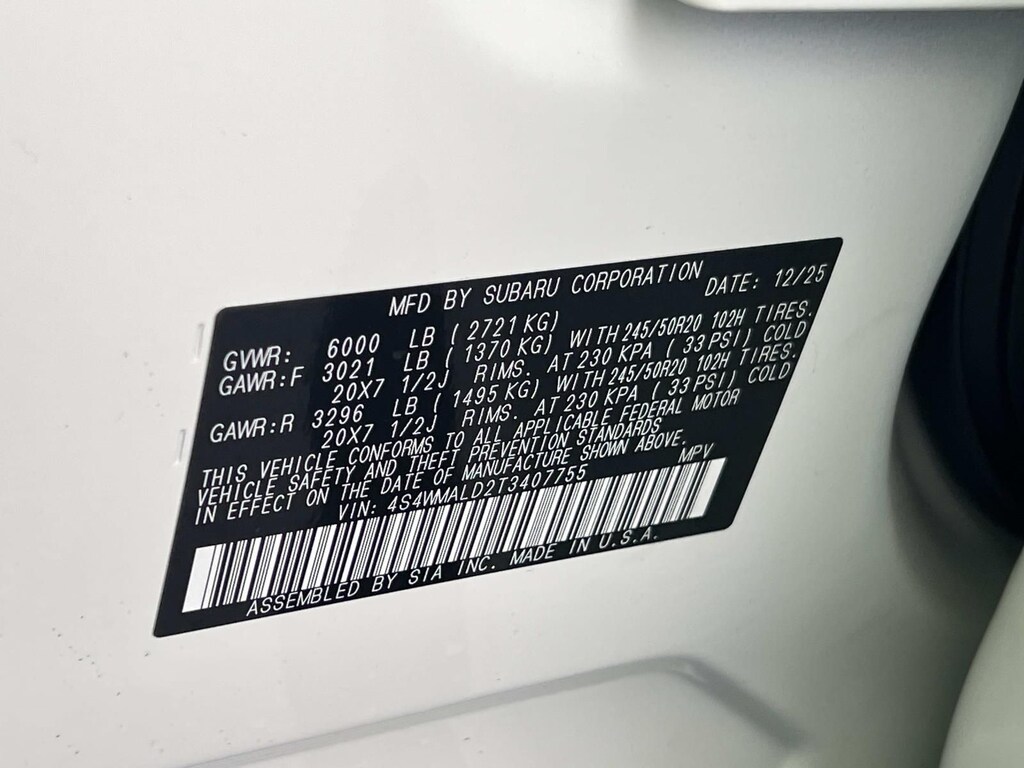 MFD BY SUBARU CORPORATION DATE: 12/25
GVWR: 6000 LB ( 2721 KG)
GAWR:F 3021 LB ( 1370 KG) WITH 245/50R20 102H TIRES.
20X7 1/2J RIMS. AT 230 KPA ( 33 PSI) COLD
GAWR:R 3296 LB ( 1495 KG) WITH 245/50R20 102H TIRES.
20X7 1/2J RIMS. AT 230 KPA ( 33 PSI) COLD
THIS VEHICLE CONFORMS TO ALL APPLICABLE FEDERAL MOTOR
VEHICLE SAFETY AND THEFT PREVENTION STANDARDS
IN EFFECT ON THE DATE OF MANUFACTURE SHOWN ABOVE.
VIN: 4S4WMALD2T3407755 MPV
ASSEMBLED BY SIA INC. MADE IN U.S.A.